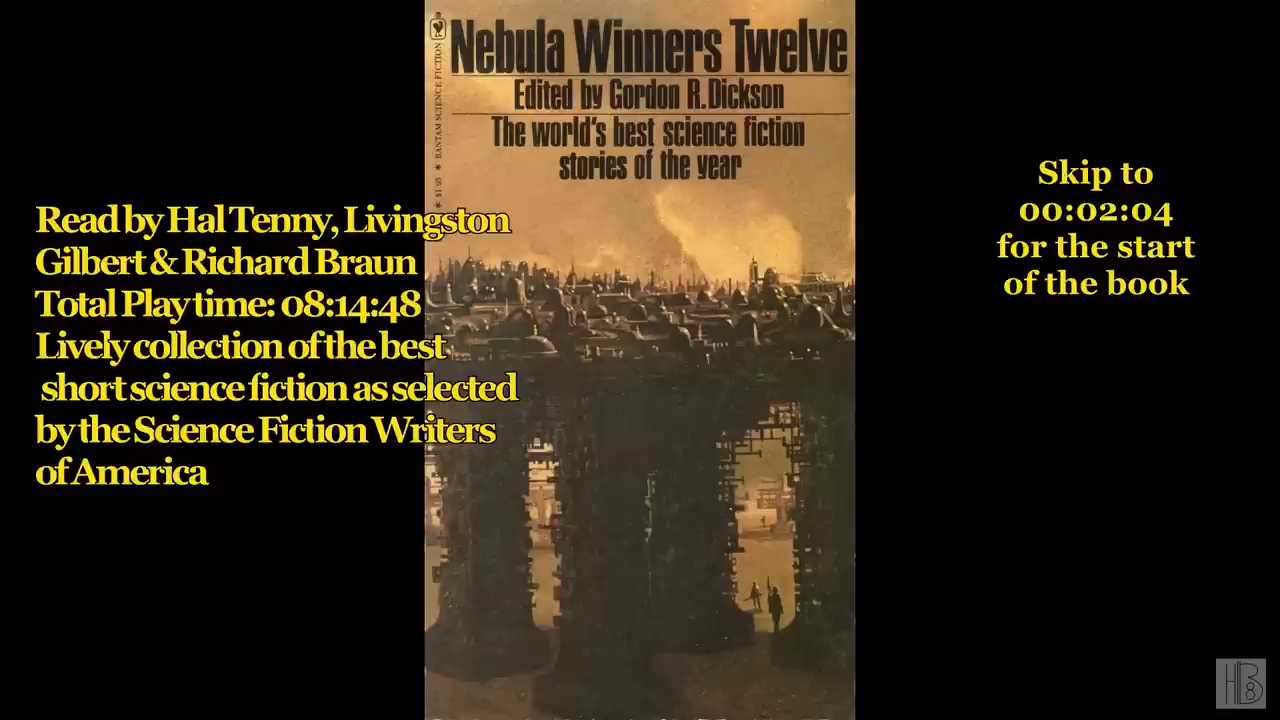 Nebula Winners Twelve
Edited by Gordon R. Dickson
The world's best science fiction
stories of the year
BANTAM SCIENCE FICTION
$1.95
Read by Hal Tenny, Livingston
Gilbert & Richard Braun
Total Playtime: 08:14:48
Lively collection of the best
short science fiction as selected
by the Science Fiction Writers
of America
Skip to
00:02:04
for the start
of the book